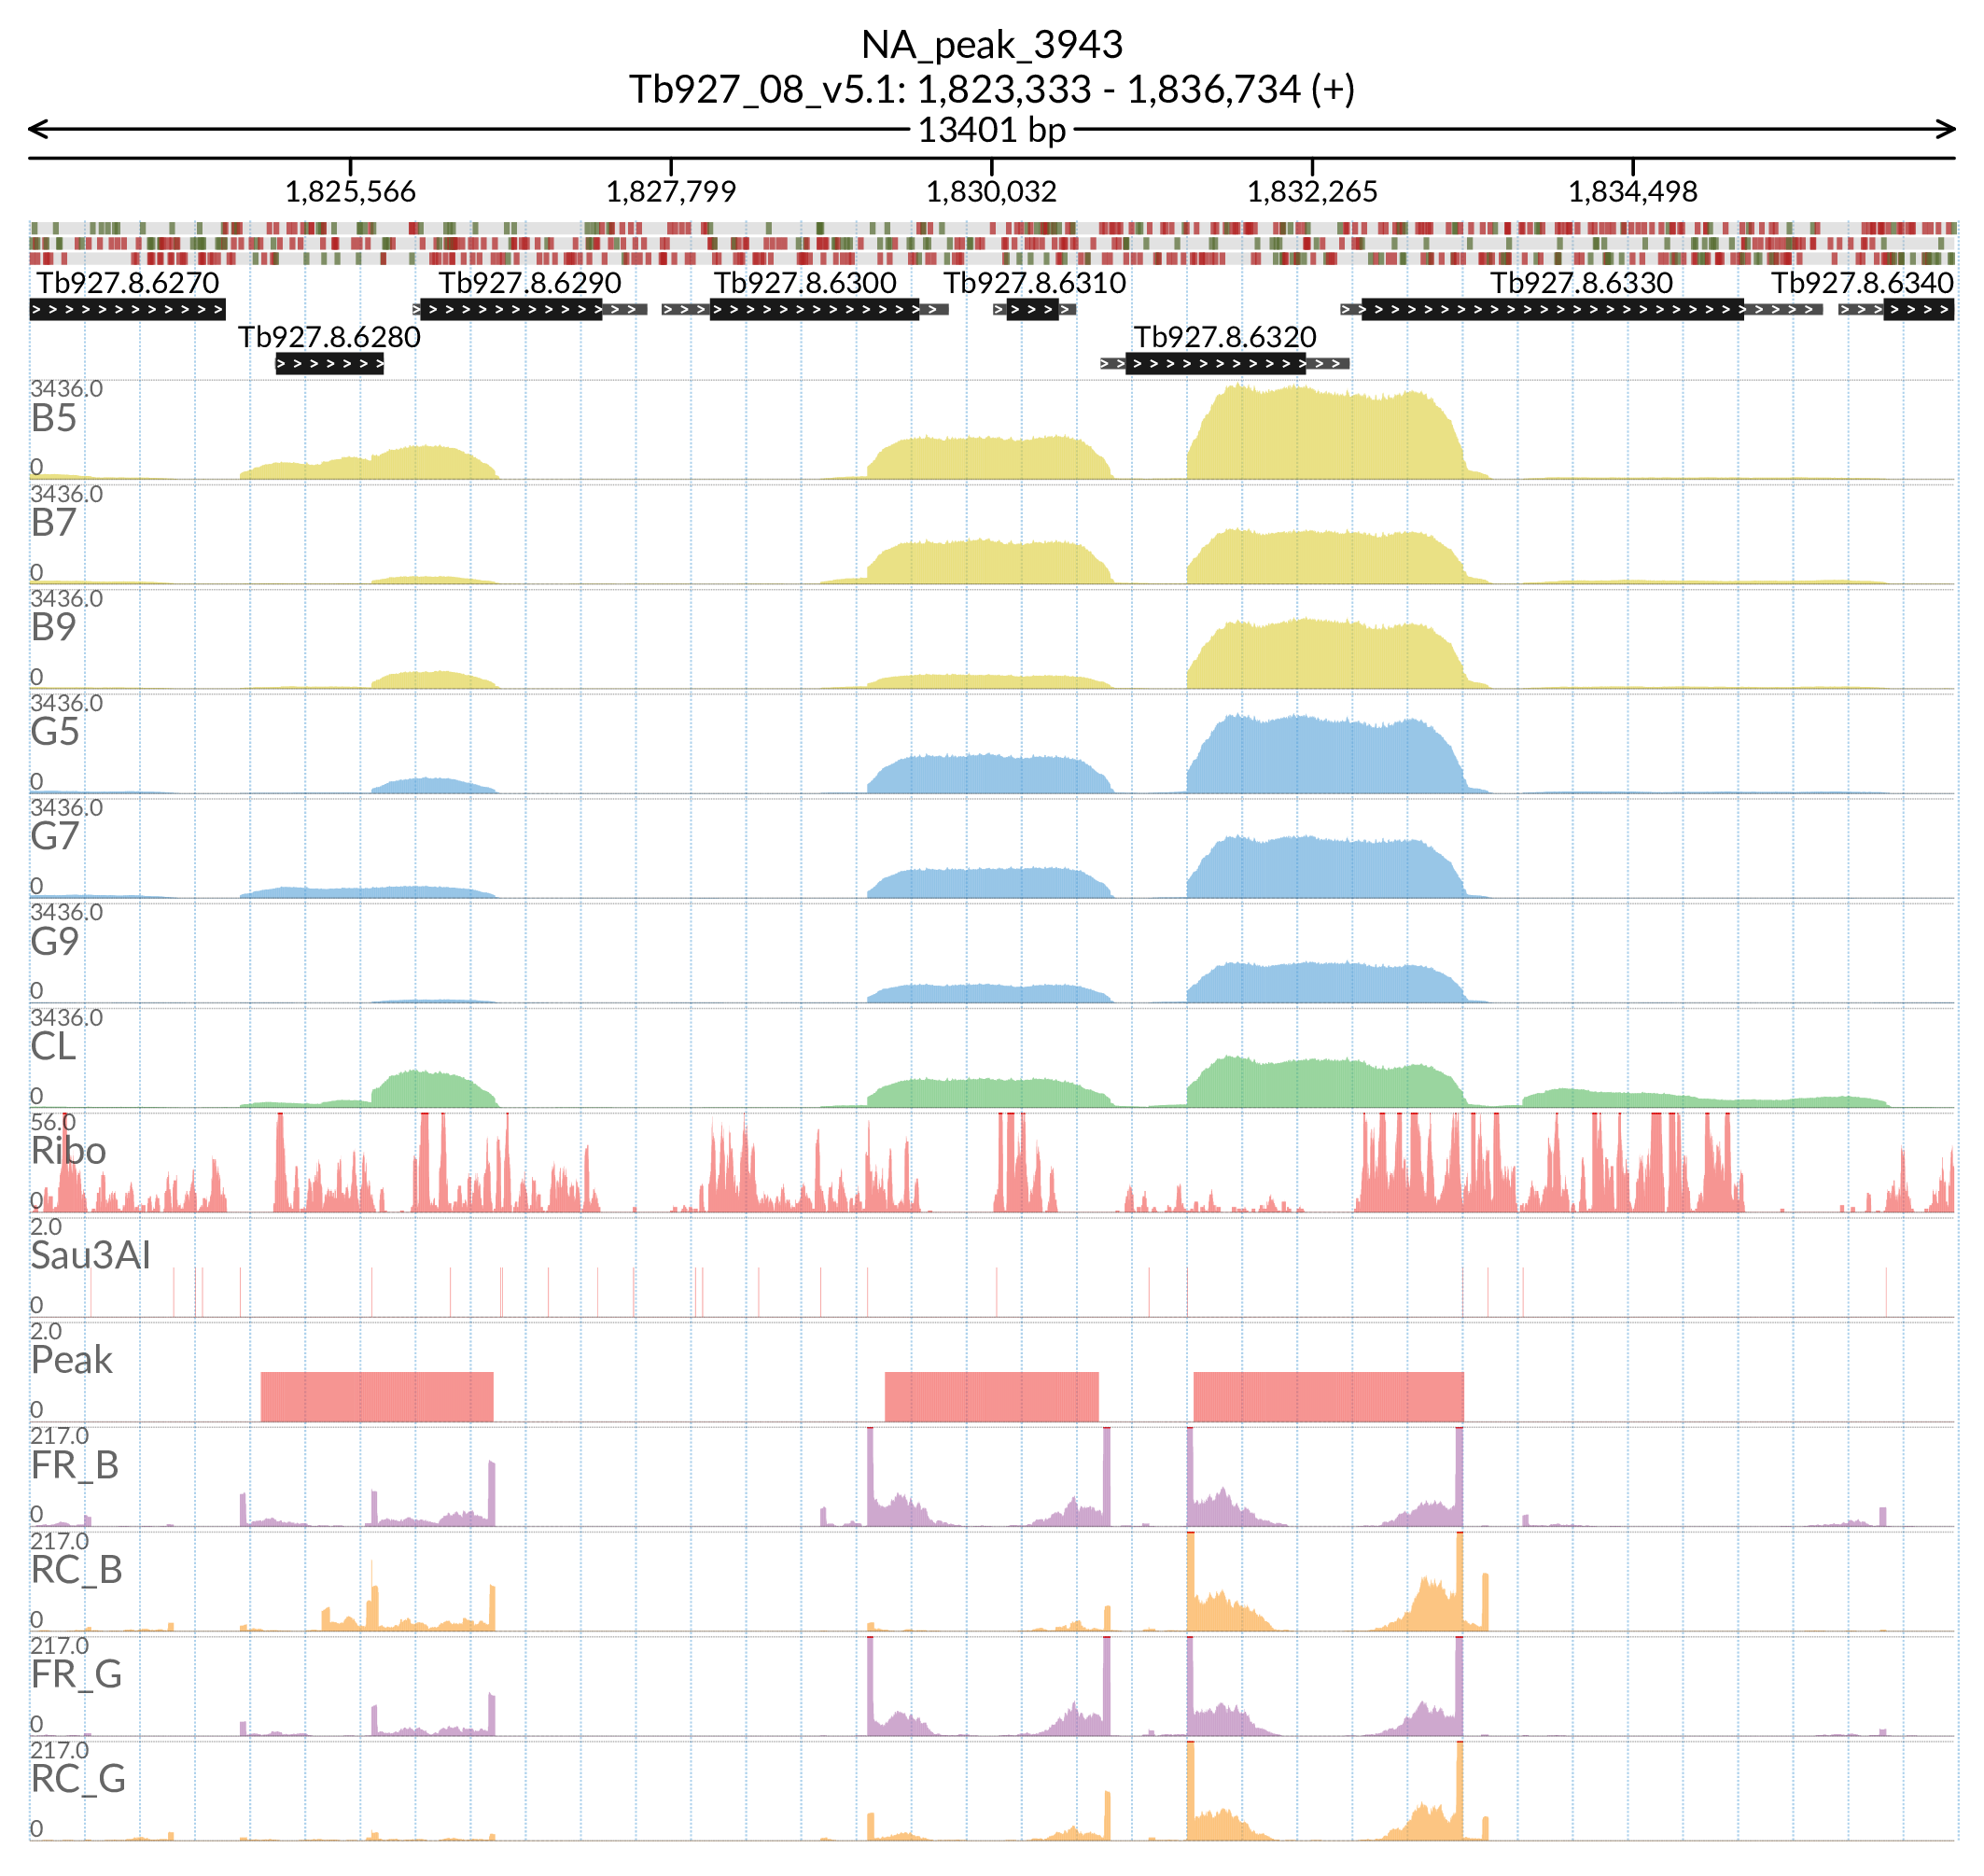 NA_peak_3943
Tb927_08_v5.1: 1,823,333 - 1,836,734 (+)
13401 bp
1,825,566 1,827,799 1,830,032 1,832,265 1,834,498
Tb927.8.6270 Tb927.8.6290 Tb927.8.6300 Tb927.8.6310 Tb927.8.6330 Tb927.8.6340
Tb927.8.6280 Tb927.8.6320
3436.0
B5
0
3436.0
B7
0
3436.0
B9
0
3436.0
G5
0
3436.0
G7
0
3436.0
G9
0
3436.0
CL
0
56.0
Ribo
0
2.0
Sau3AI
0
2.0
Peak
0
217.0
FR_B
0
217.0
RC_B
0
217.0
FR_G
0
217.0
RC_G
0